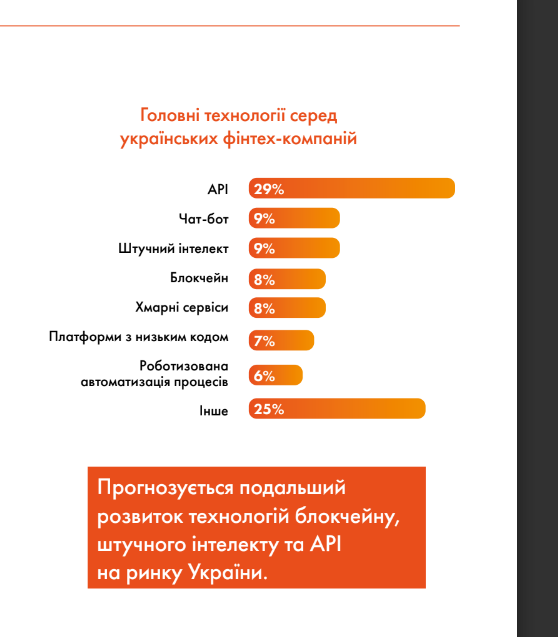 Головні технології серед
українських фінтех-компаній
API 29%
Чат-бот 9%
Штучний інтелект 9%
Блокчейн 8%
Хмарні сервіси 8%
Платформи з низьким кодом 7%
Роботизована
автоматизація процесів 6%
Інше 25%
Прогнозується подальший
розвиток технологій блокчейну,
штучного інтелекту та API
на ринку України.